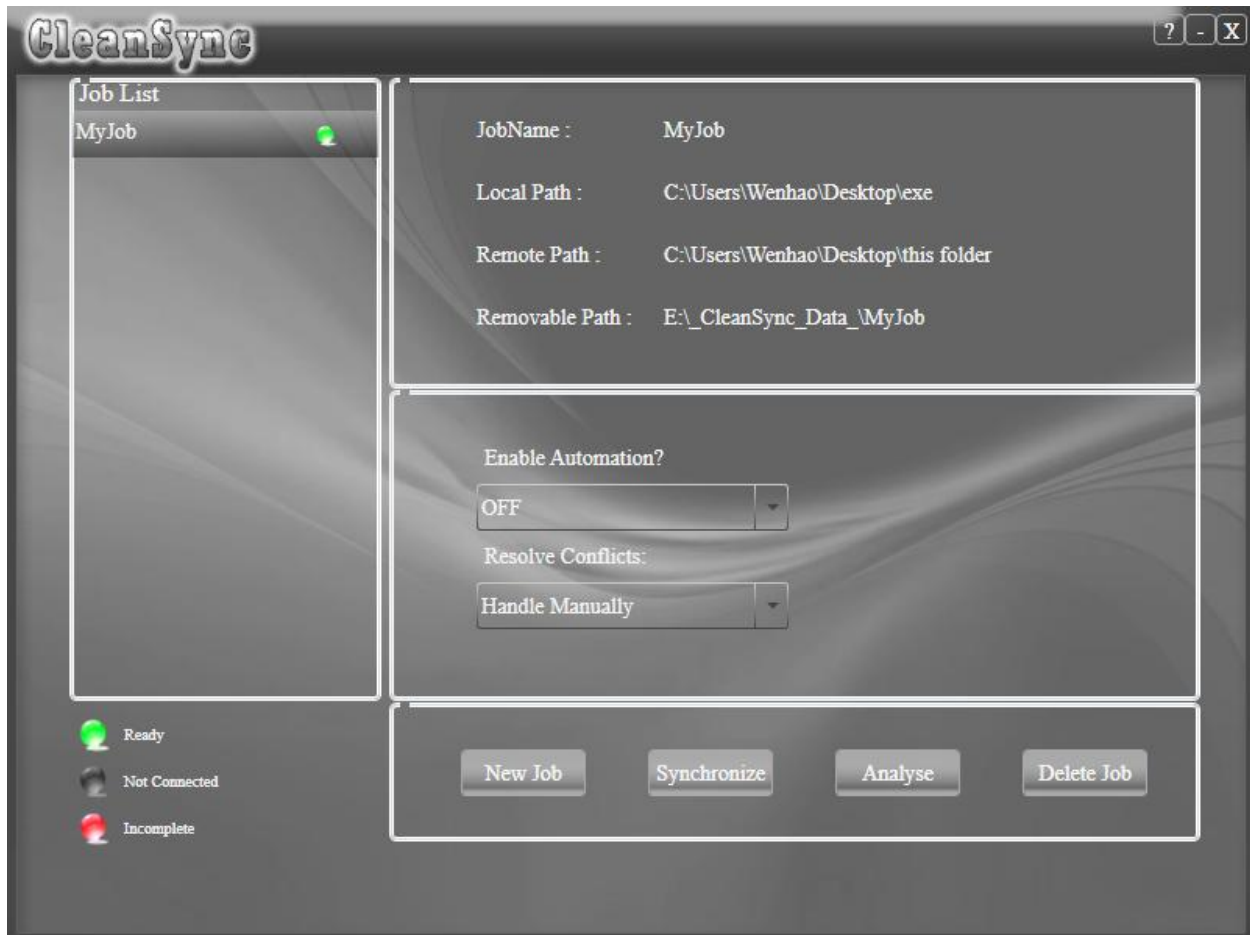 CleanSync
? - X
Job List
MyJob
JobName : MyJob
Local Path : C:\Users\Wenhao\Desktop\exe
Remote Path : C:\Users\Wenhao\Desktop\this folder
Removable Path : E:\_CleanSync_Data_\MyJob
Enable Automation?
OFF
Resolve Conflicts:
Handle Manually
Ready
Not Connected
Incomplete
New Job Synchronize Analyse Delete Job